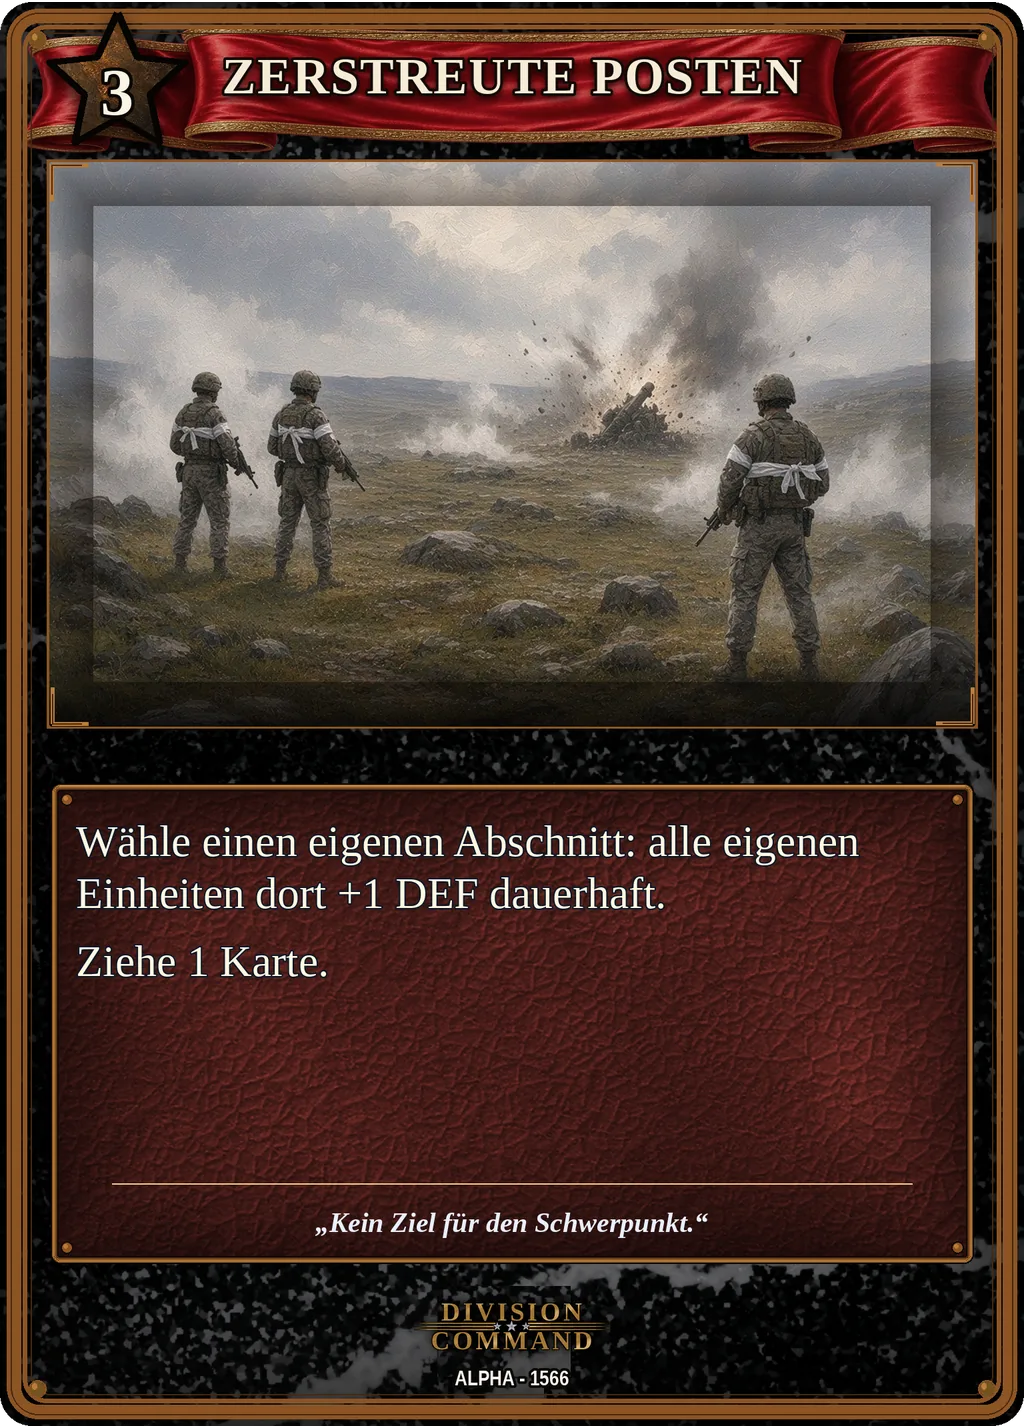 3
ZERSTREUTE POSTEN
Wähle einen eigenen Abschnitt: alle eigenen
Einheiten dort +1 DEF dauerhaft.
Ziehe 1 Karte.
„Kein Ziel für den Schwerpunkt.“
DIVISION
COMMAND
ALPHA - 1566